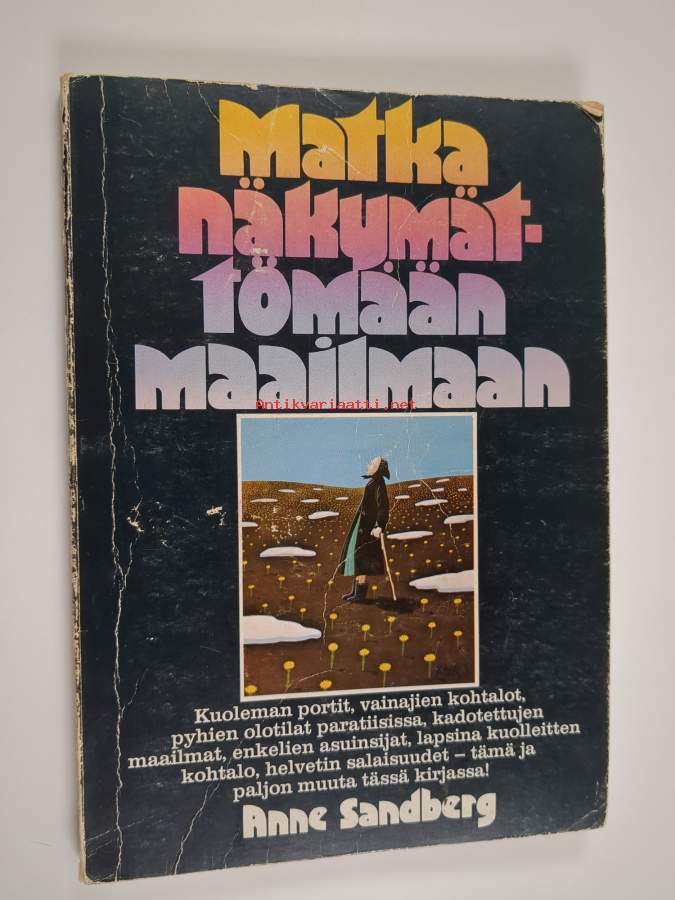 Matka
näkymät-
tömään
maailmaan
Antikvariaatti.net
Kuoleman portit, vainajien kohtalot,
pyhien olotilat paratiisissa, kadotettujen
maailmat, enkelien asuinsijat, lapsina kuolleitten
kohtalo, helvetin salaisuudet – tämä ja
paljon muuta tässä kirjassa!
Anne Sandberg